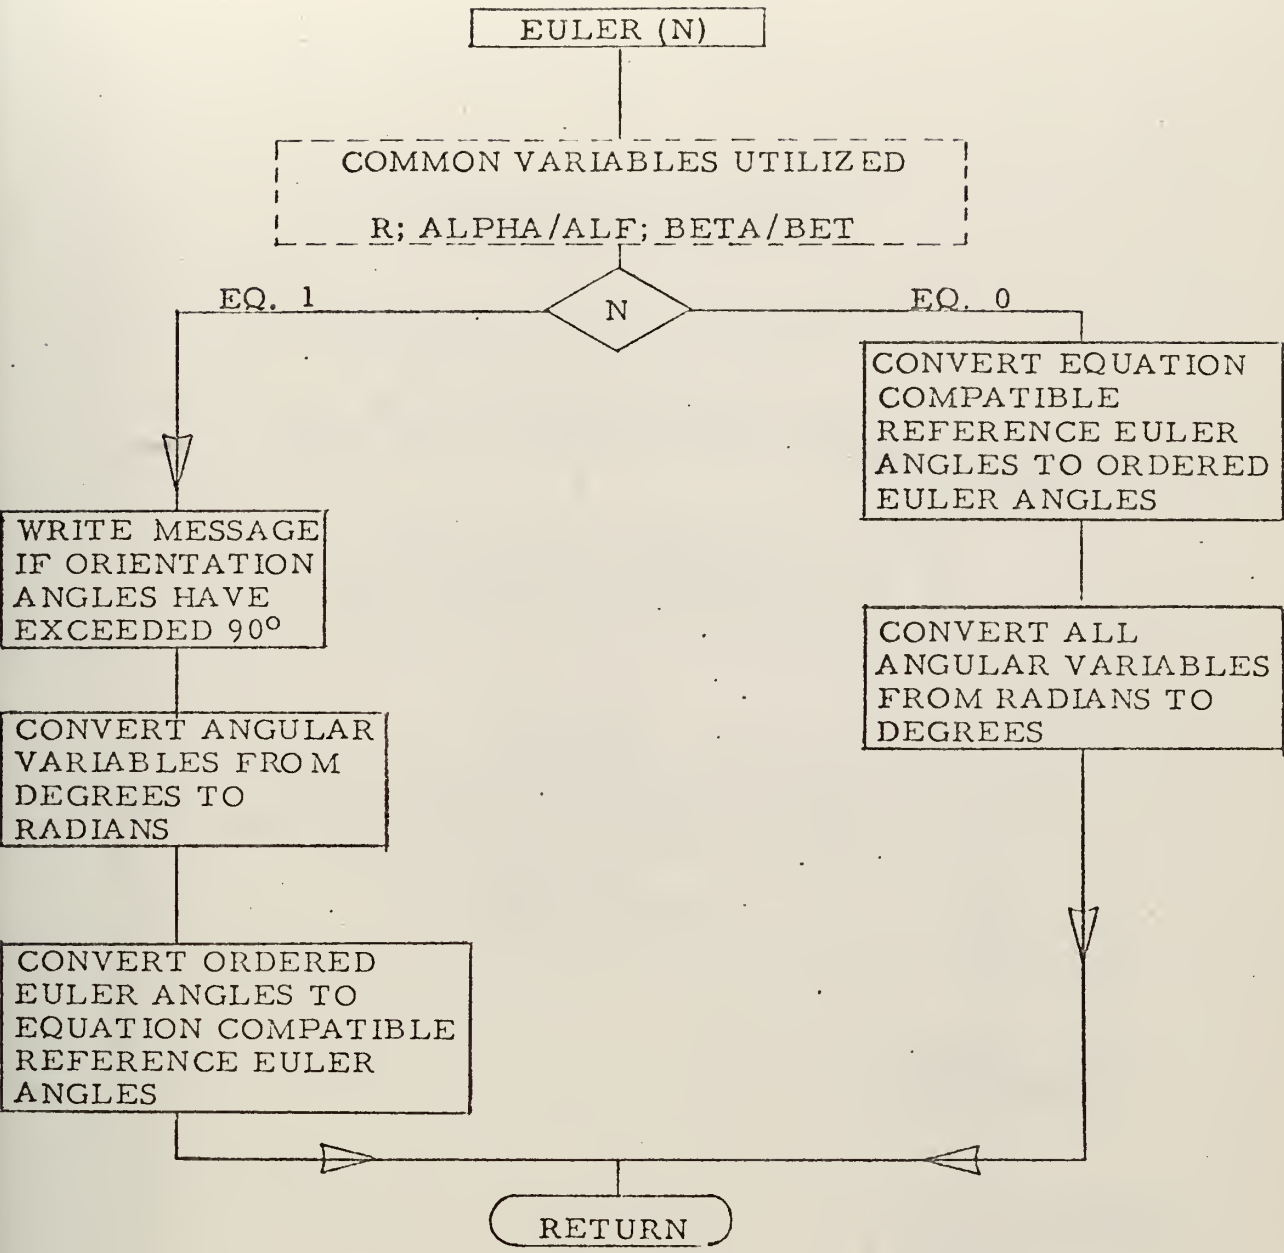 EULER (N)
COMMON VARIABLES UTILIZED
R; ALPHA/ALF; BETA/BET
EQ. 1
N
EQ. 0
CONVERT EQUATION
COMPATIBLE
REFERENCE EULER
ANGLES TO ORDERED
EULER ANGLES
WRITE MESSAGE
IF ORIENTATION
ANGLES HAVE
EXCEEDED 90°
CONVERT ALL
ANGULAR VARIABLES
FROM RADIANS TO
DEGREES
CONVERT ANGULAR
VARIABLES FROM
DEGREES TO
RADIANS
CONVERT ORDERED
EULER ANGLES TO
EQUATION COMPATIBLE
REFERENCE EULER
ANGLES
RETURN